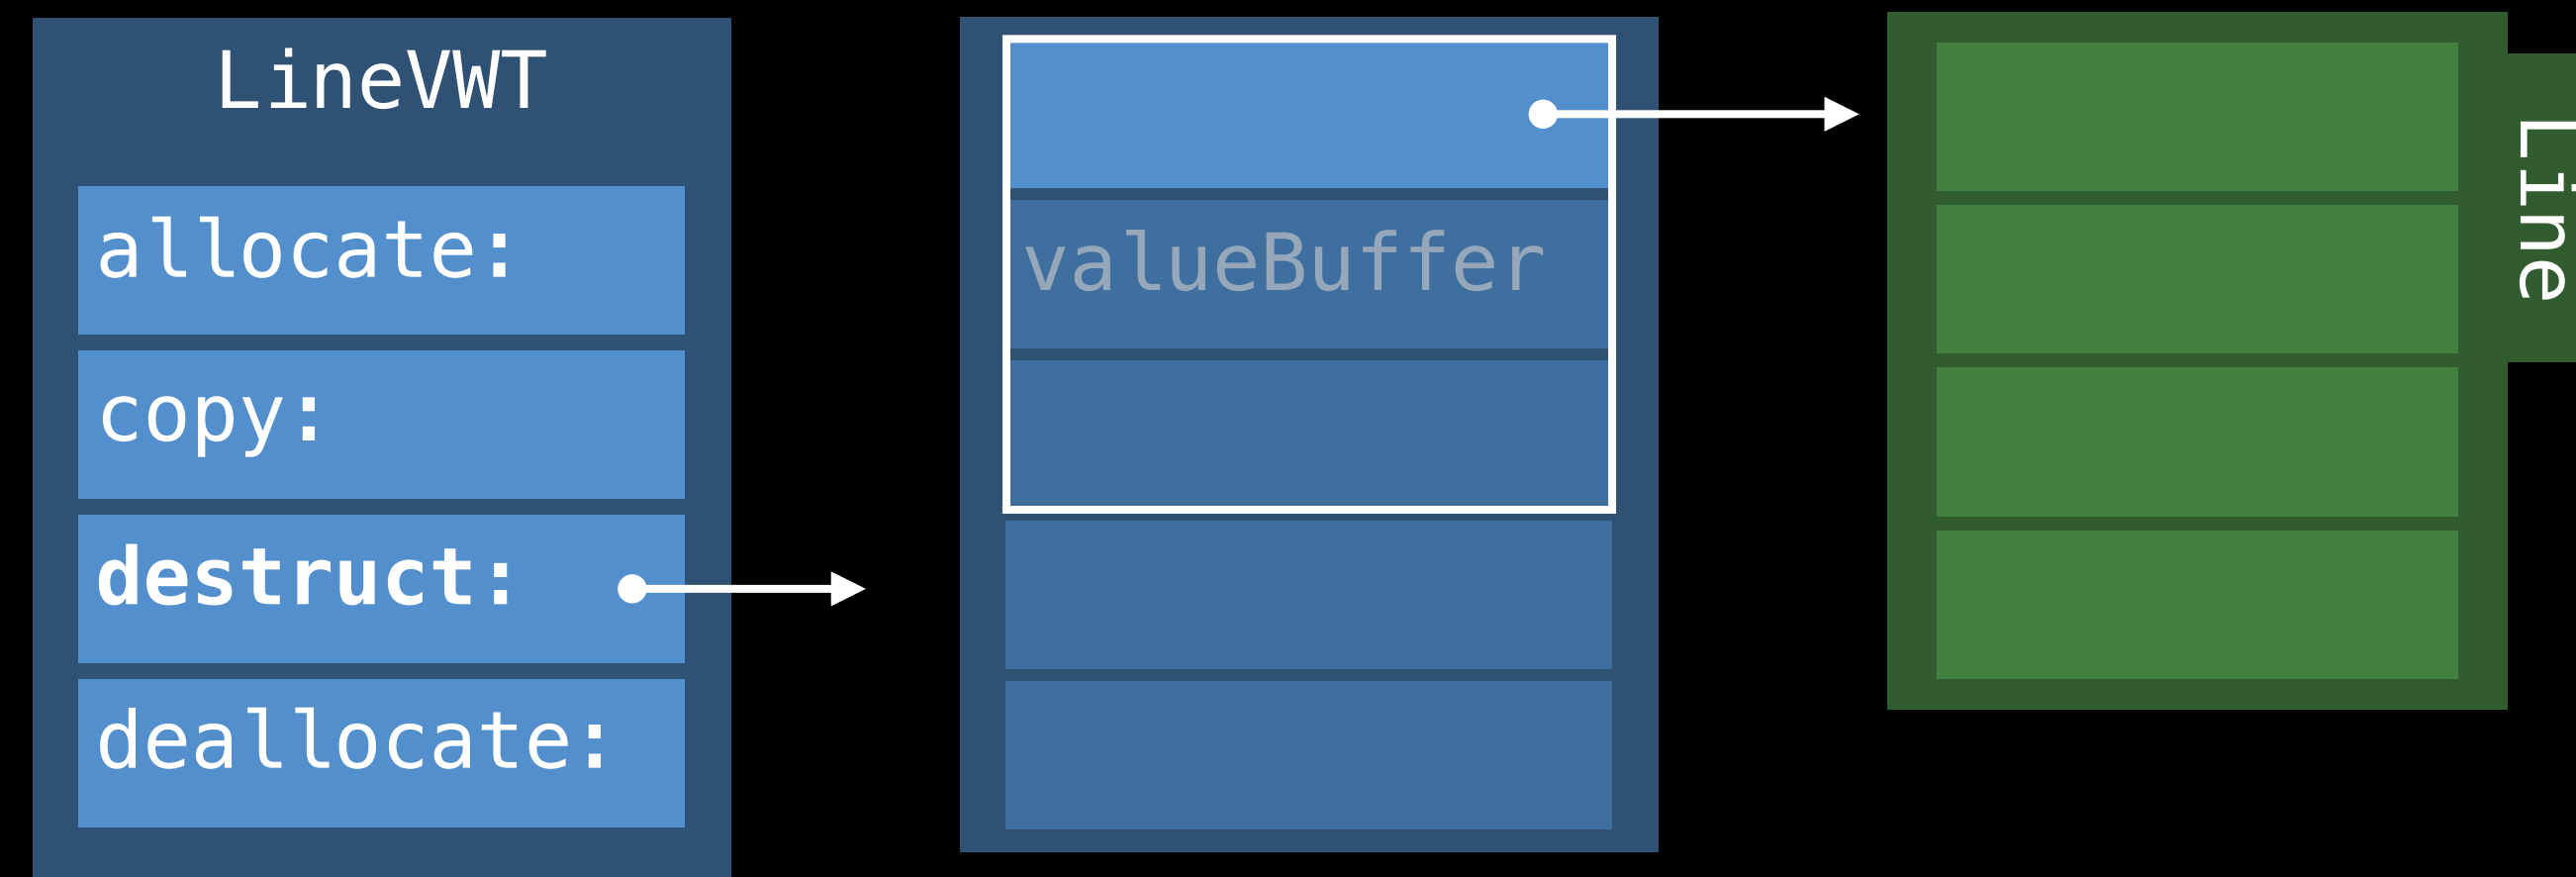 LineVWT
allocate:
copy:
destruct:
deallocate:
valueBuffer
Line